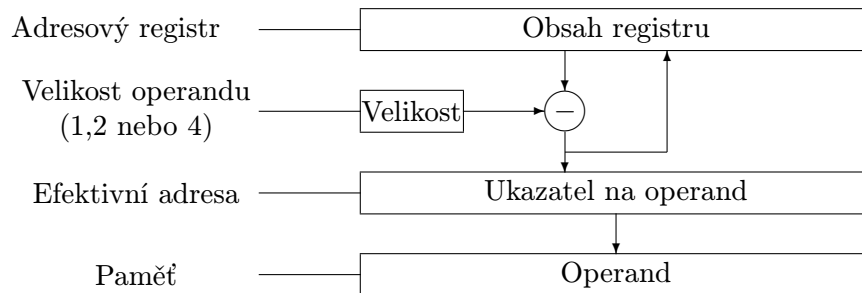 Adresový registr
Obsah registru
Velikost operandu
(1,2 nebo 4)
Velikost
−
Efektivní adresa
Ukazatel na operand
Paměť
Operand